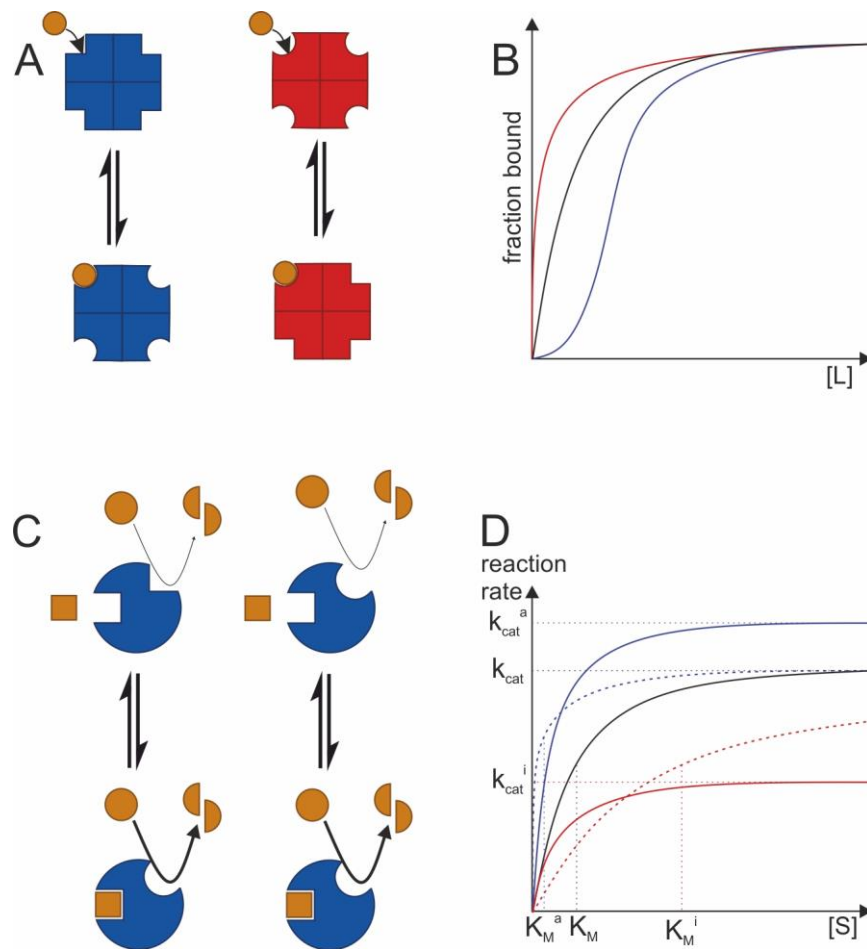 A
B
fraction bound
[L]
C
D
reaction
rate
k_cat^a
k_cat
k_cat^i
K_M^a
K_M
K_M^i
[S]